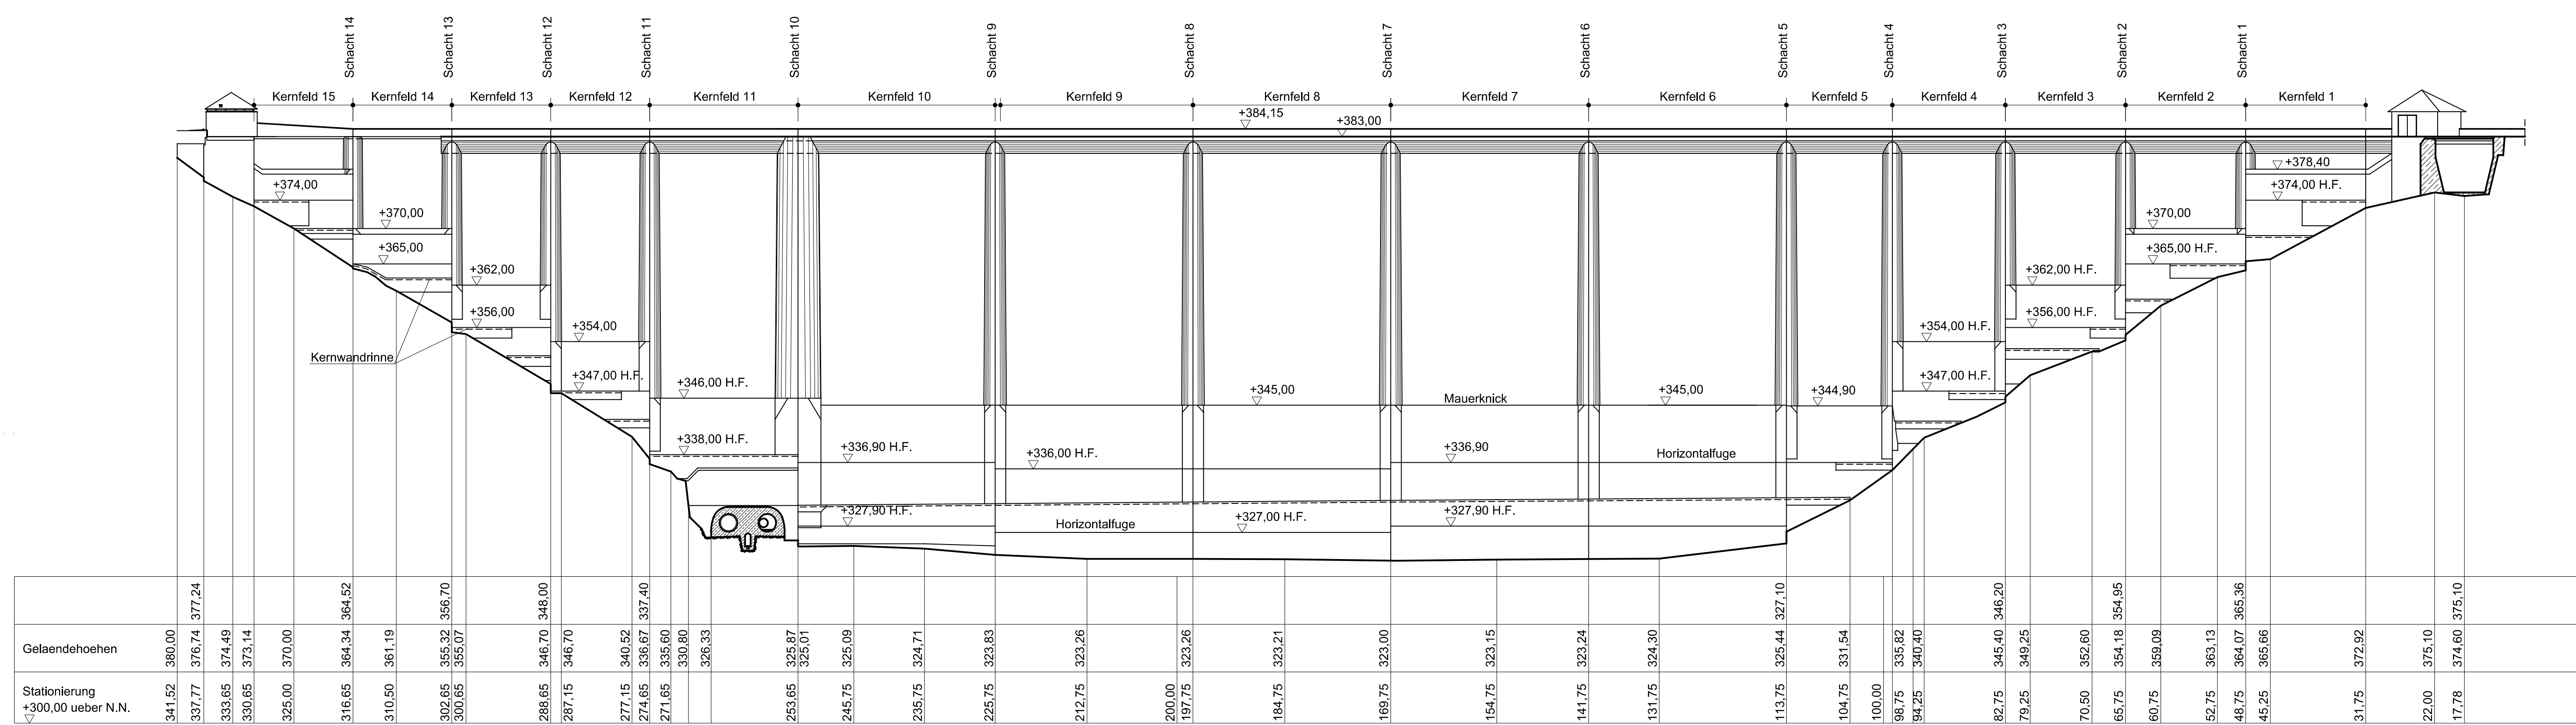 Schacht 14
Schacht 13
Schacht 12
Schacht 11
Schacht 10
Schacht 9
Schacht 8
Schacht 7
Schacht 6
Schacht 5
Schacht 4
Schacht 3
Schacht 2
Schacht 1
Kernfeld 15
Kernfeld 14
Kernfeld 13
Kernfeld 12
Kernfeld 11
Kernfeld 10
Kernfeld 9
Kernfeld 8
Kernfeld 7
Kernfeld 6
Kernfeld 5
Kernfeld 4
Kernfeld 3
Kernfeld 2
Kernfeld 1
+384,15
+383,00
+378,40
+374,00
+374,00 H.F.
+370,00
+370,00
+365,00
+365,00 H.F.
+362,00
+362,00 H.F.
+356,00
+356,00 H.F.
+354,00
+354,00 H.F.
Kernwandrinne
+347,00 H.F.
+346,00 H.F.
+345,00
Mauerknick
+345,00
+344,90
+347,00 H.F.
+338,00 H.F.
+336,90 H.F.
+336,00 H.F.
+336,90
Horizontalfuge
+327,90 H.F.
Horizontalfuge
+327,00 H.F.
+327,90 H.F.
377,24
364,52
356,70
348,00
337,40
327,10
346,20
354,95
365,36
375,10
Gelaendehoehen
380,00
376,74
374,49
373,14
370,00
364,34
361,19
355,32
355,07
346,70
346,70
340,52
336,67
335,60
330,80
326,33
325,87
325,01
325,09
324,71
323,83
323,26
323,26
323,21
323,00
323,15
323,24
324,30
325,44
331,54
335,82
340,40
345,40
349,25
352,60
354,18
359,09
363,13
364,07
365,66
372,92
375,10
374,60
Stationierung
+300,00 ueber N.N.
341,52
337,77
333,65
330,65
325,00
316,65
310,50
302,65
300,65
288,65
287,15
277,15
274,65
271,65
253,65
245,75
235,75
225,75
212,75
200,00
197,75
184,75
169,75
154,75
141,75
131,75
113,75
104,75
100,00
98,75
94,25
82,75
79,25
70,50
65,75
60,75
52,75
48,75
45,25
31,75
22,00
17,78